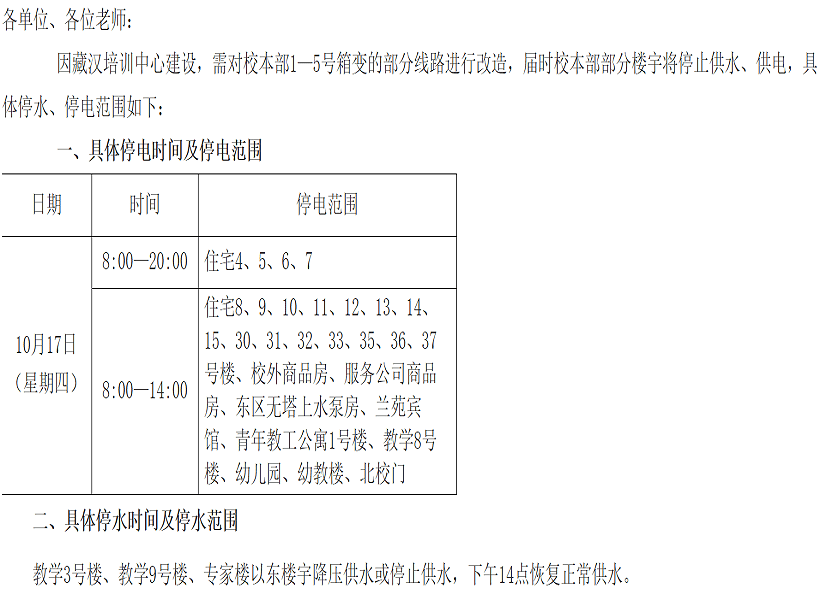 各单位、各位老师：
因藏汉培训中心建设，需对校本部1—5号箱变的部分线路进行改造，届时校本部部分楼宇将停止供水、供电，具
体停水、停电范围如下：
一、具体停电时间及停电范围
日期 时间 停电范围
8:00—20:00 住宅4、5、6、7
10月17日
（星期四）
8:00—14:00
住宅8、9、10、11、12、13、14、
15、30、31、32、33、35、36、37
号楼、校外商品房、服务公司商品
房、东区无塔上水泵房、兰苑宾
馆、青年教工公寓1号楼、教学8号
楼、幼儿园、幼教楼、北校门
二、具体停水时间及停水范围
教学3号楼、教学9号楼、专家楼以东楼宇降压供水或停止供水，下午14点恢复正常供水。